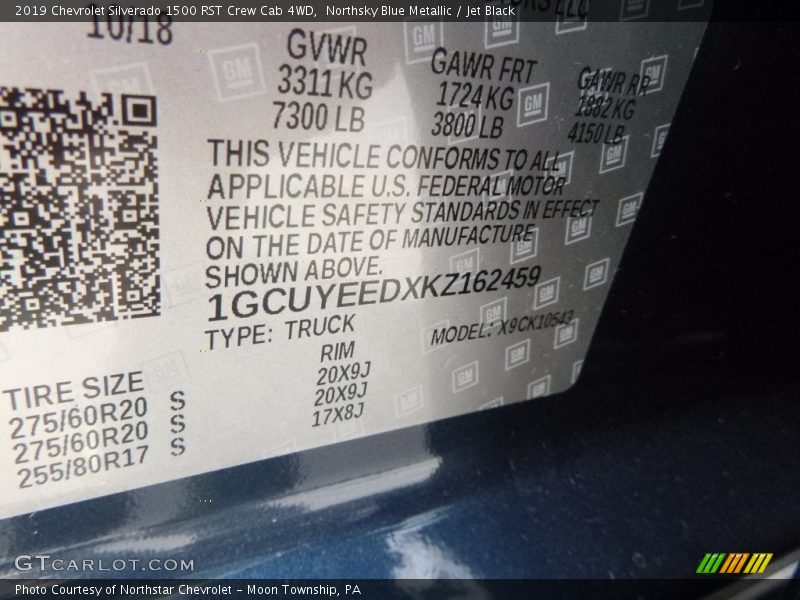 2019 Chevrolet Silverado 1500 RST Crew Cab 4WD, Northsky Blue Metallic / Jet Black
10/18
LLC
GVWR
3311 KG
7300 LB
GAWR FRT
1724 KG
3800 LB
GAWR RR
1882 KG
4150 LB
THIS VEHICLE CONFORMS TO ALL
APPLICABLE U.S. FEDERAL MOTOR
VEHICLE SAFETY STANDARDS IN EFFECT
ON THE DATE OF MANUFACTURE
SHOWN ABOVE.
1GCUYEEDXKZ162459
TYPE: TRUCK
MODEL: X9CK10543
TIRE SIZE
RIM
275/60R20 S 20X9J
275/60R20 S 20X9J
255/80R17 S 17X8J
GTCARLOT.COM
Photo Courtesy of Northstar Chevrolet - Moon Township, PA